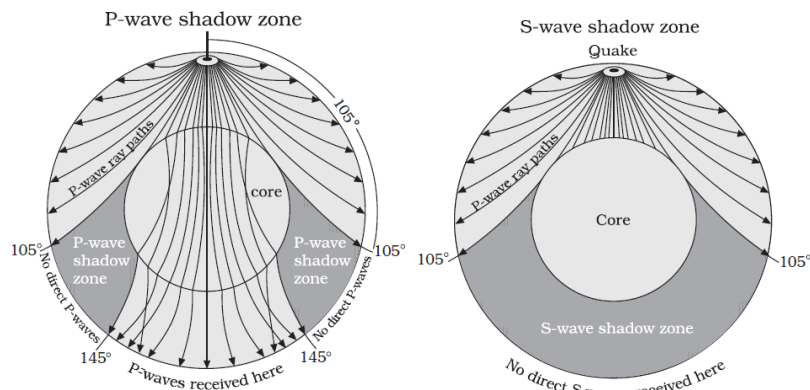 P-wave shadow zone
105°
P-wave ray paths
core
P-wave
shadow
zone
P-wave
shadow
zone
105°
105°
No direct P-waves
No direct P-waves
145°
145°
P-waves received here
S-wave shadow zone
Quake
P-wave ray paths
Core
105°
105°
S-wave shadow zone
No direct S received here